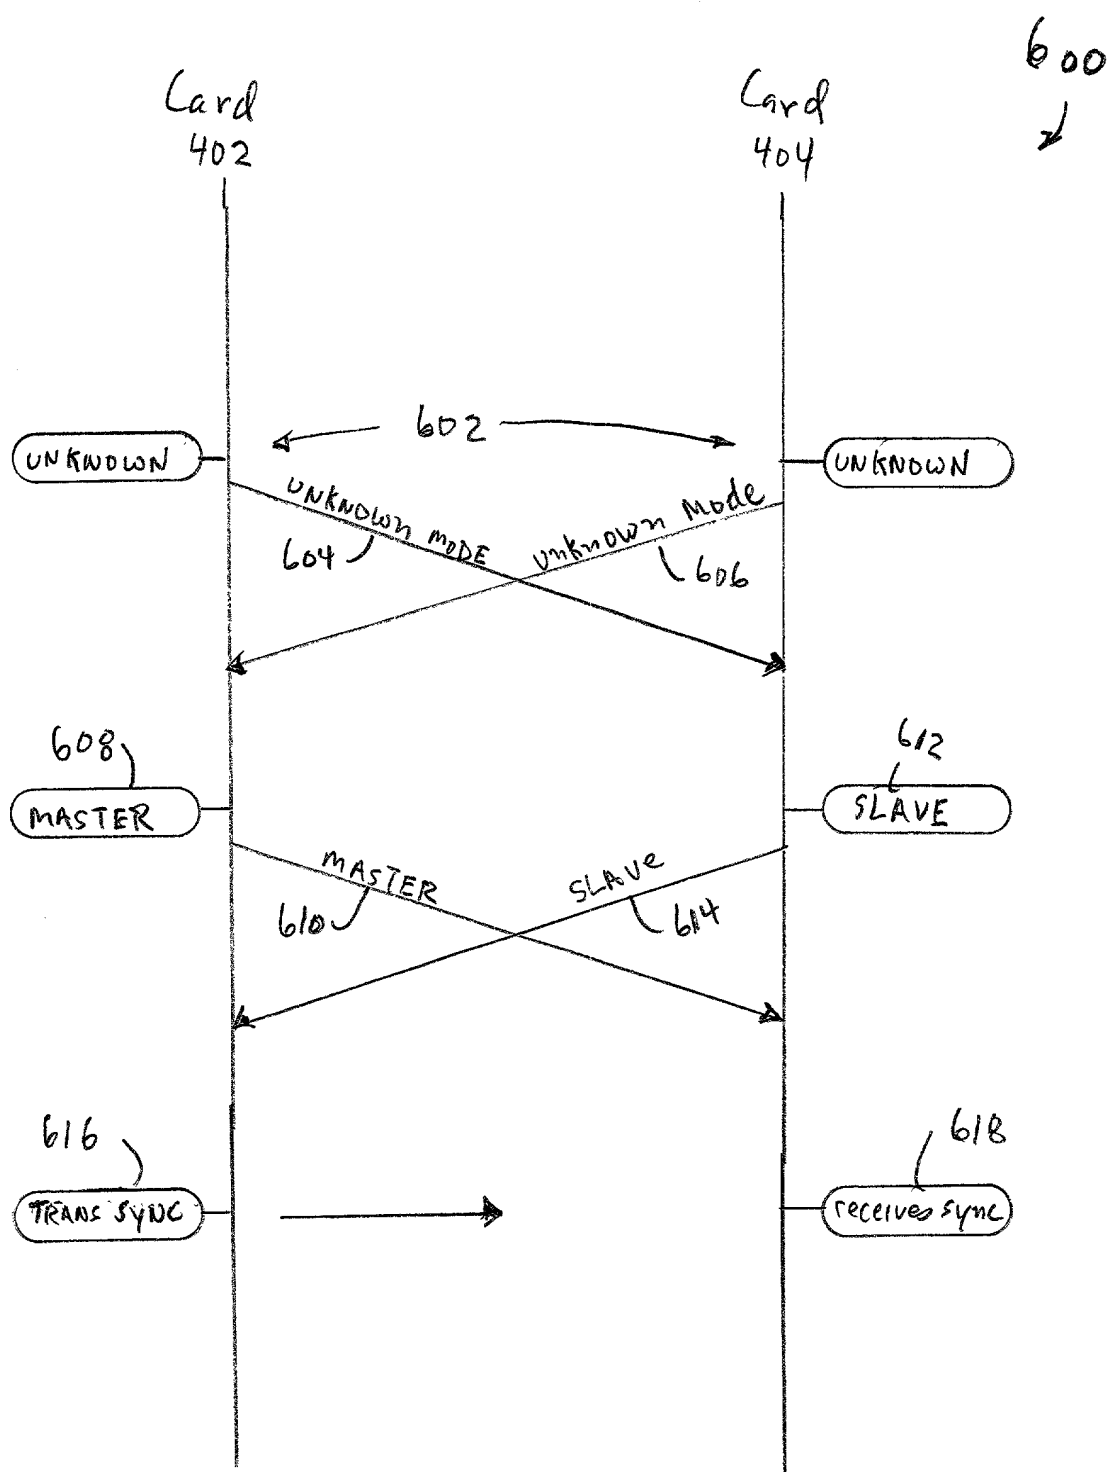 600
Card
402
Card
404
602
UNKNOWN
UNKNOWN
UNKNOWN MODE
unknown Mode
604
606
608
612
MASTER
SLAVE
MASTER
SLAVE
610
614
616
618
TRANS SYNC
receives sync